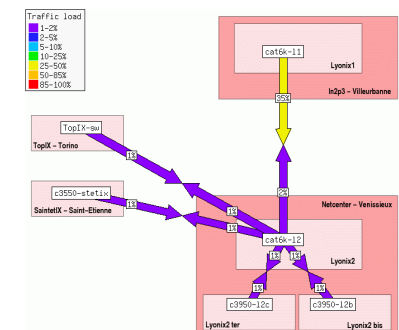 Traffic load
1-2%
2-5%
5-10%
10-25%
25-50%
50-85%
85-100%
cat6k-l1
Lyonix1
In2p3 – Villeurbanne
35%
TopIX-sw
TopIX – Torino
1%
c3550-stetix
SaintetIX – Saint-Etienne
1%
2%
Netcenter – Venissieux
1%
1%
cat6k-l2
Lyonix2
1%
1%
1%
1%
c3950-l2c
c3950-l2b
Lyonix2 ter
Lyonix2 bis